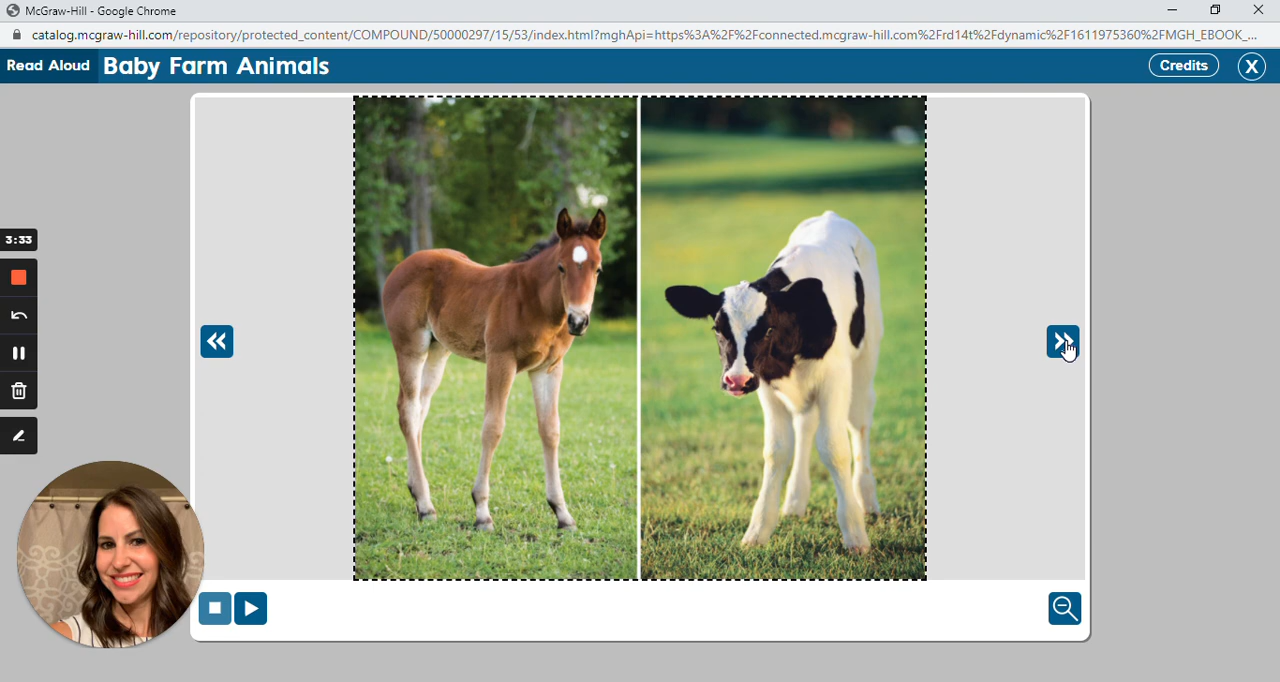 McGraw-Hill - Google Chrome
catalog.mcgraw-hill.com/repository/protected_content/COMPOUND/50000297/15/53/index.html?mghApi=https%3A%2F%2Fconnected.mcgraw-hill.com%2Frd14t%2Fdynamic%2F1611975360%2FMGH_EBOOK_...
Read Aloud Baby Farm Animals Credits X
3:33